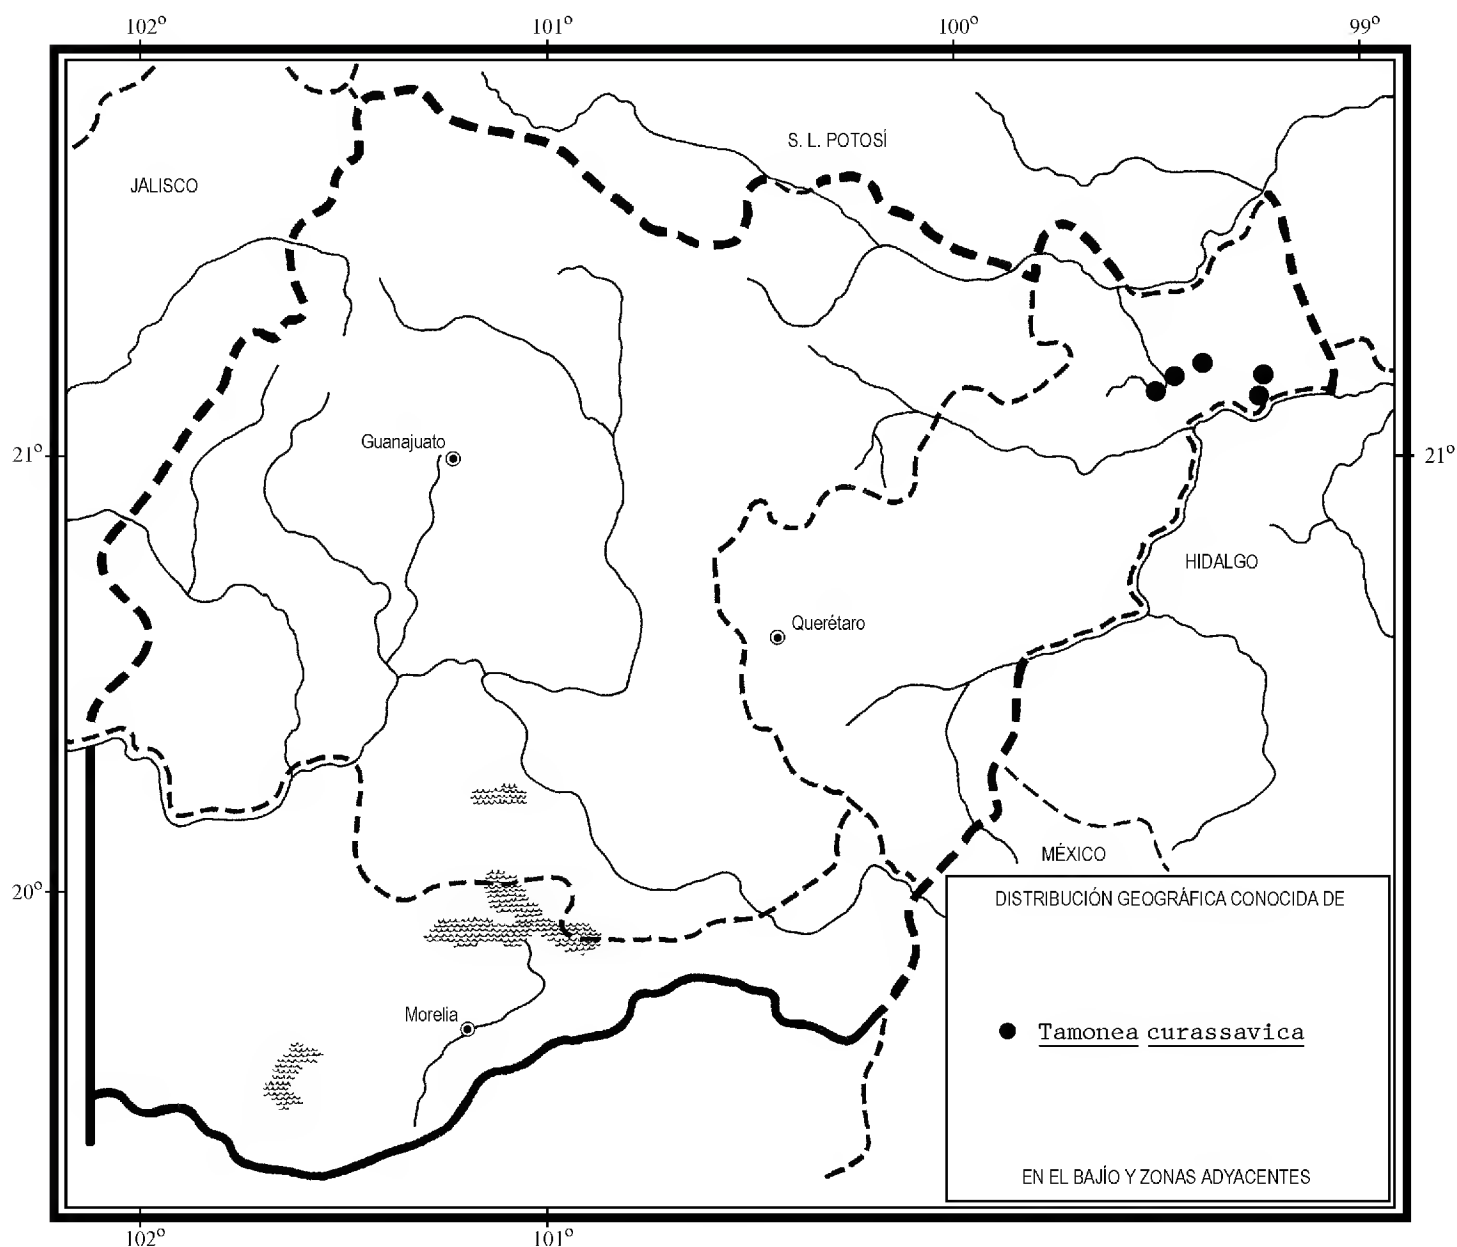 102º 101º 100º 99º
S. L. POTOSÍ
JALISCO
Guanajuato
21º 21º
HIDALGO
Querétaro
MÉXICO
20º
DISTRIBUCIÓN GEOGRÁFICA CONOCIDA DE
Morelia
Tamonea curassavica
EN EL BAJÍO Y ZONAS ADYACENTES
102º 101º